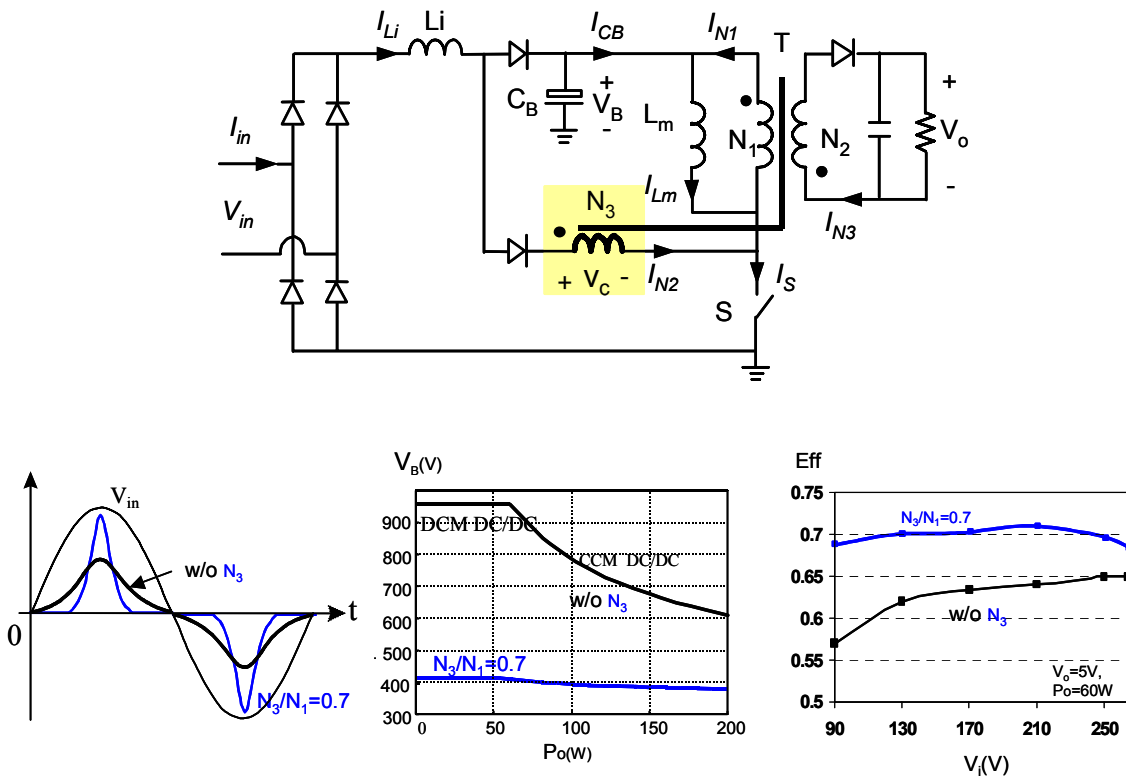 I_Li
Li
I_CB
I_N1
T
C_B
+
V_B
-
L_m
N_1
N_2
+
V_o
-
I_in
V_in
I_Lm
I_N3
N_3
+ V_c -
I_N2
I_S
S
V_in
w/o N_3
t
0
N_3/N_1=0.7
V_B(V)
900
800
700
600
500
400
300
DCM DC/DC
CCM DC/DC
w/o N_3
N_3/N_1=0.7
0
50
100
150
200
P_o(W)
Eff
0.75
0.7
0.65
0.6
0.55
0.5
N_3/N_1=0.7
w/o N_3
V_o=5V,
Po=60W
90
130
170
210
250
V_i(V)